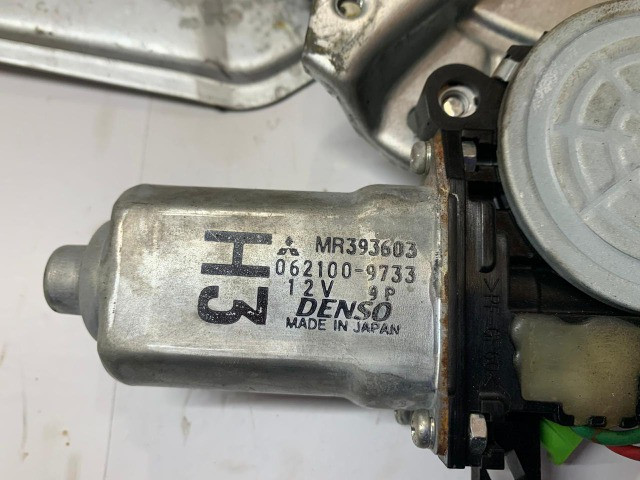 H3
MR393603
062100-9733
12V 9P
DENSO
MADE IN JAPAN